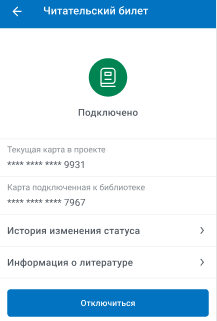 Читательский билет
Подключено
Текущая карта в проекте
**** **** **** 9931
Карта подключенная к библиотеке
**** **** **** 7967
История изменения статуса
Информация о литературе
Отключиться